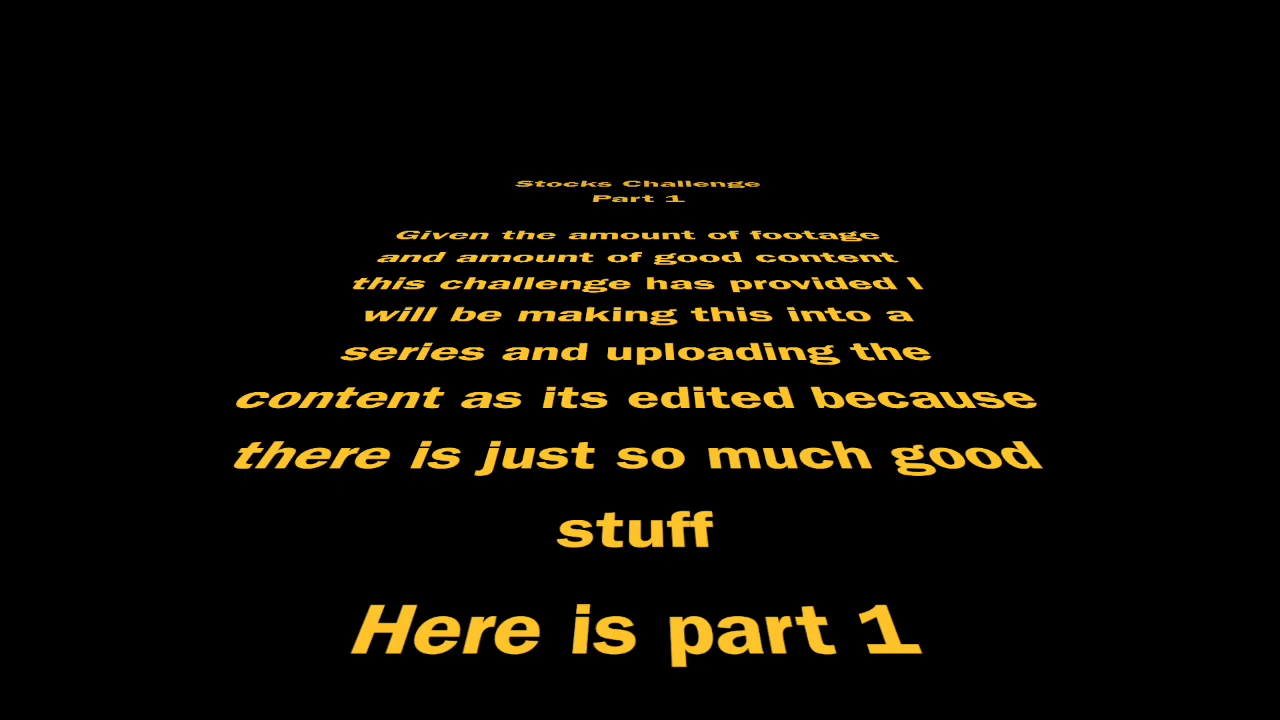 Stocks Challenge
Part 1
Given the amount of footage
and amount of good content
this challenge has provided I
will be making this into a
series and uploading the
content as its edited because
there is just so much good
stuff
Here is part 1